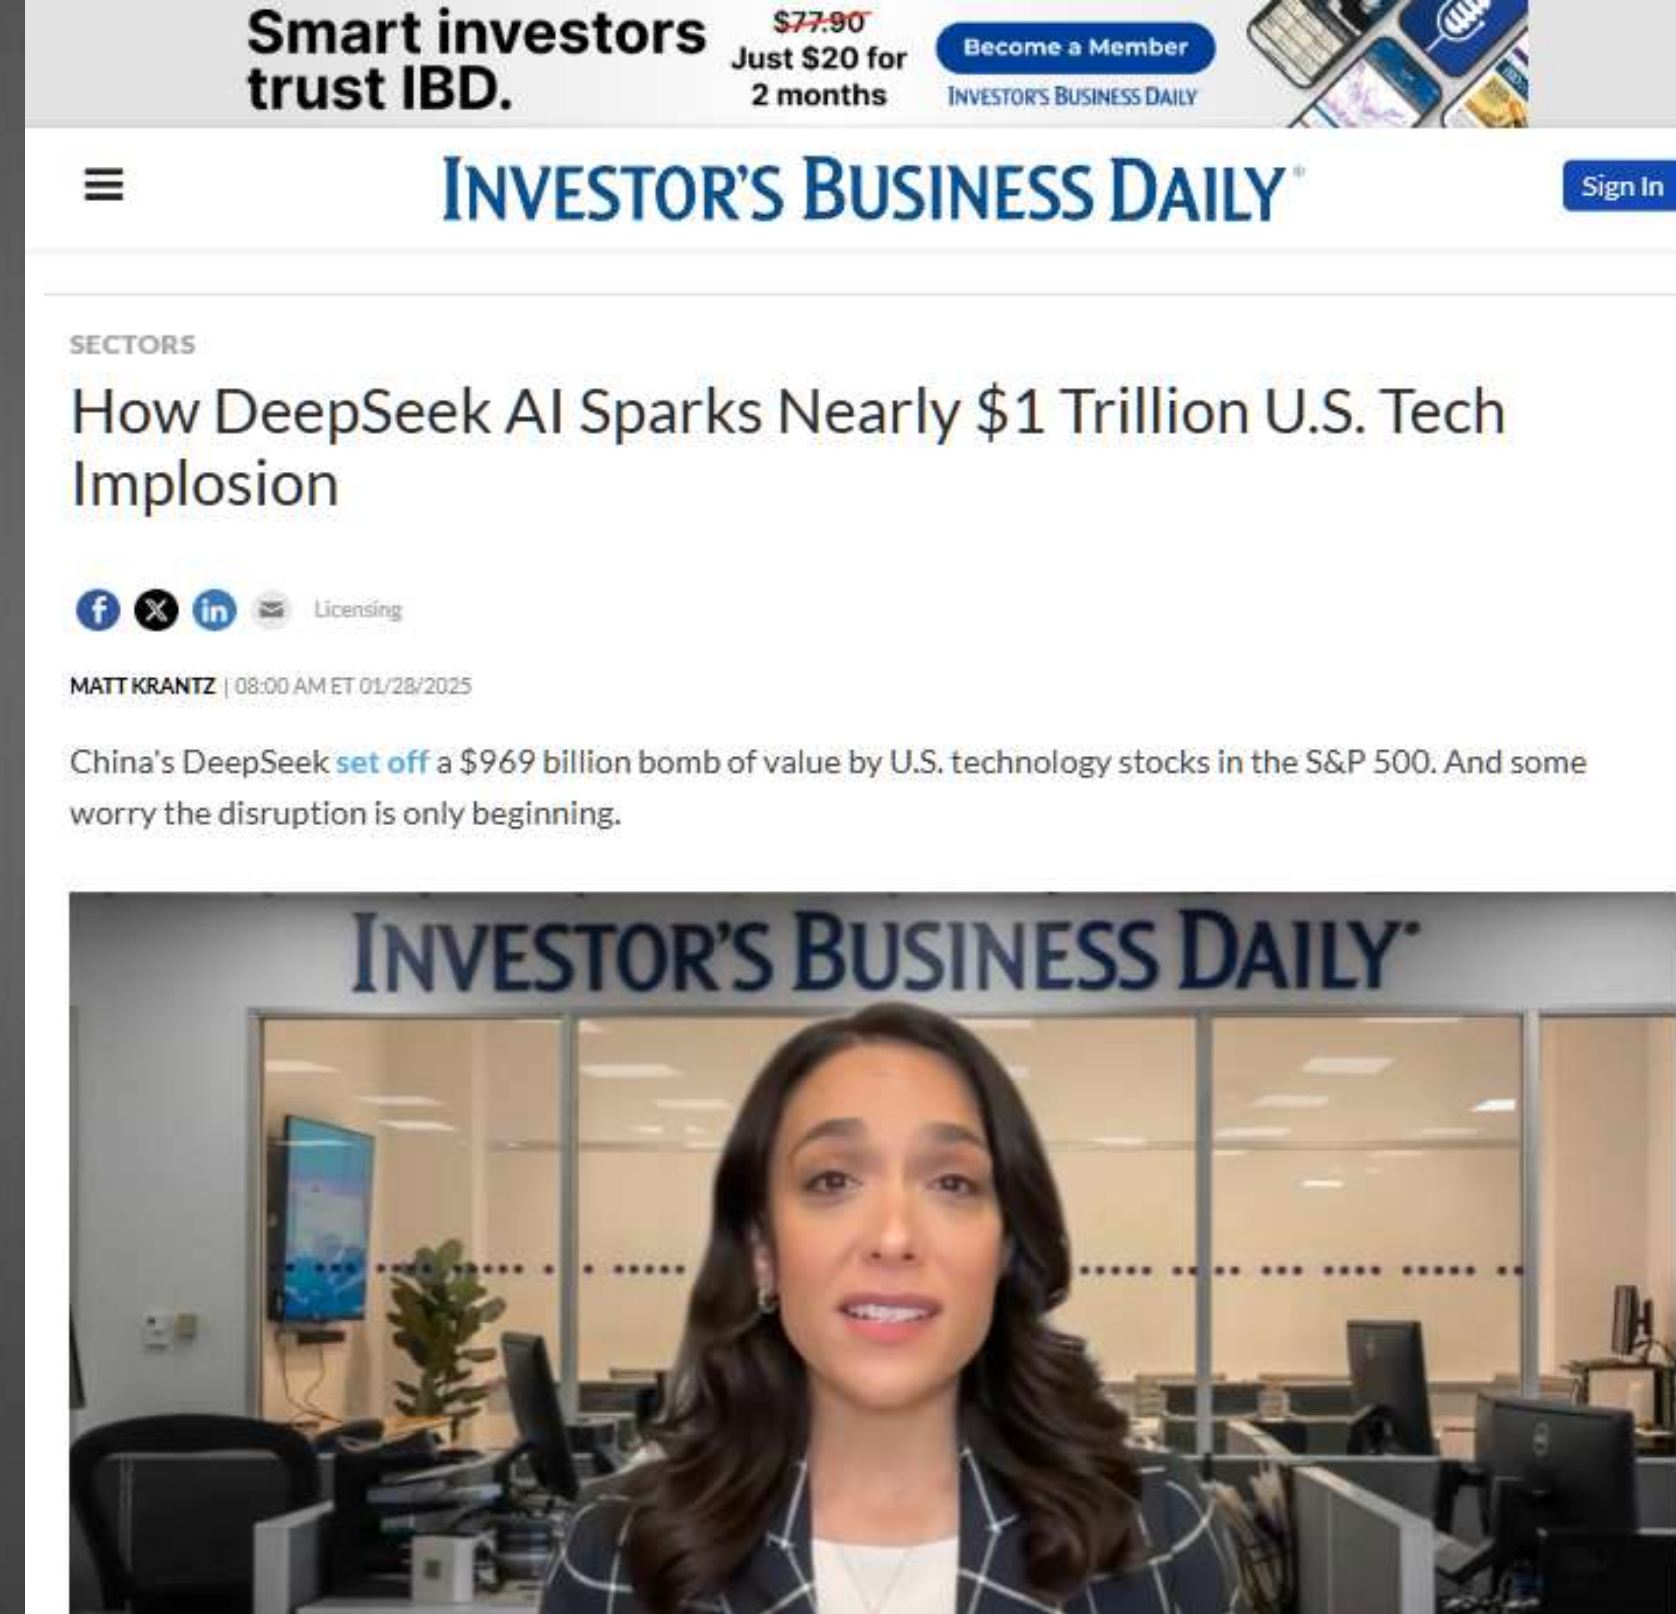 Smart investors
trust IBD.
$77.90
Just $20 for
2 months
Become a Member
INVESTOR'S BUSINESS DAILY
INVESTOR'S BUSINESS DAILY®
Sign In
SECTORS
How DeepSeek AI Sparks Nearly $1 Trillion U.S. Tech
Implosion
Licensing
MATT KRANTZ | 08:00 AM ET 01/28/2025
China's DeepSeek set off a $969 billion bomb of value by U.S. technology stocks in the S&P 500. And some
worry the disruption is only beginning.
INVESTOR'S BUSINESS DAILY®